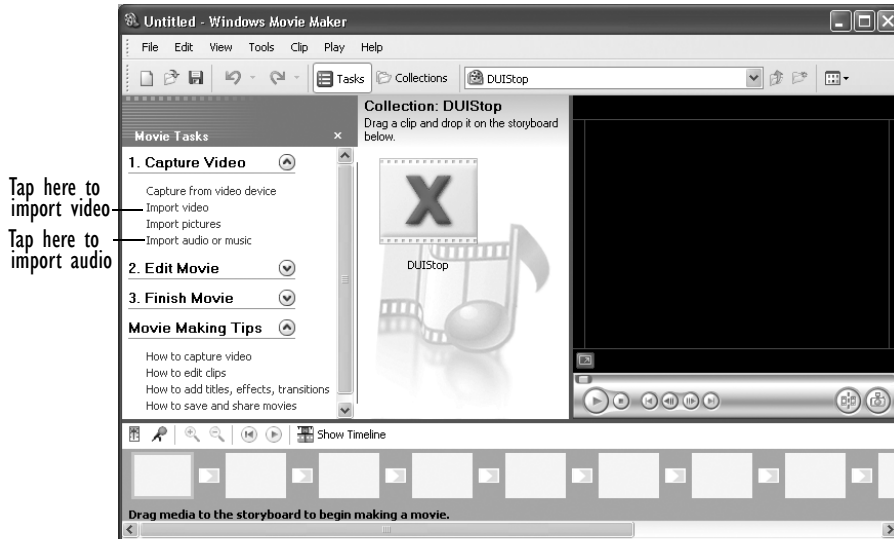 Untitled - Windows Movie Maker
File Edit View Tools Clip Play Help
Tasks Collections DUIStop
Movie Tasks
1. Capture Video
Capture from video device
Import video
Import pictures
Import audio or music
2. Edit Movie
3. Finish Movie
Movie Making Tips
How to capture video
How to edit clips
How to add titles, effects, transitions
How to save and share movies
Tap here to
import video
Tap here to
import audio
Collection: DUIStop
Drag a clip and drop it on the storyboard
below.
X
DUIStop
Show Timeline
Drag media to the storyboard to begin making a movie.